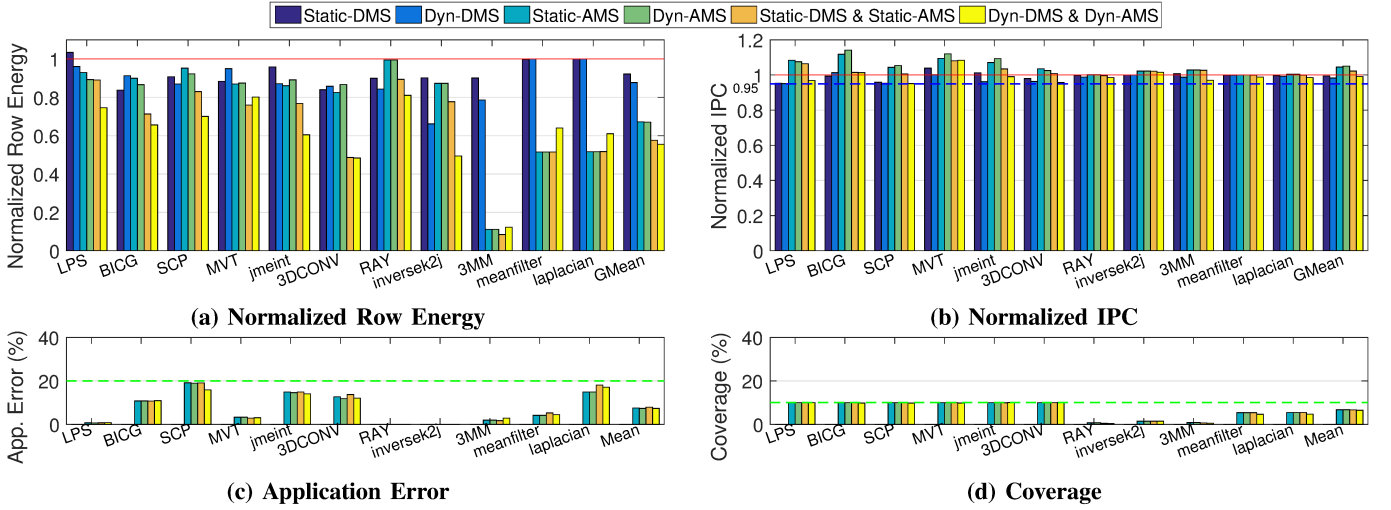 Static-DMS Dyn-DMS Static-AMS Dyn-AMS Static-DMS & Static-AMS Dyn-DMS & Dyn-AMS
Normalized Row Energy
1
0.8
0.6
0.4
0.2
0
LPS BICG SCP MVT jmeint 3DCONV RAY inversek2j 3MM meanfilter laplacian GMean
(a) Normalized Row Energy
Normalized IPC
1.2
1
0.95
0.8
0.6
0.4
0.2
0
LPS BICG SCP MVT jmeint 3DCONV RAY inversek2j 3MM meanfilter laplacian GMean
(b) Normalized IPC
App. Error (%)
40
20
0
LPS BICG SCP MVT jmeint 3DCONV RAY inversek2j 3MM meanfilter laplacian Mean
(c) Application Error
Coverage (%)
40
20
0
LPS BICG SCP MVT jmeint 3DCONV RAY inversek2j 3MM meanfilter laplacian Mean
(d) Coverage